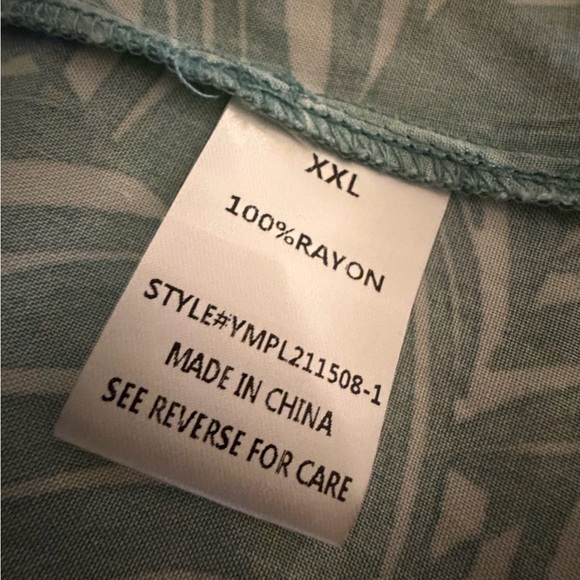 XXL
100%RAYON
STYLE#YMPL211508-1
MADE IN CHINA
SEE REVERSE FOR CARE